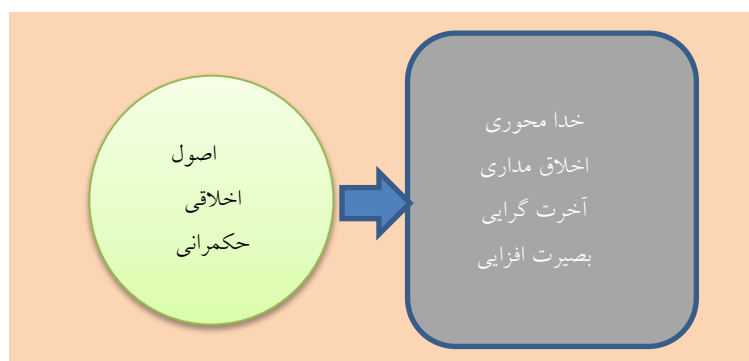 اصول
اخلاقی
حکمرانی
خدا محوری
اخلاق مداری
آخرت گرایی
بصیرت افزایی